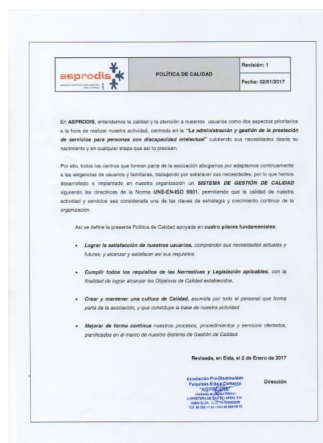 asprodis
POLÍTICA DE CALIDAD
Revisión: 1
Fecha: 02/01/2017
En ASPRODIS, entendemos la calidad y la atención a nuestros usuarios como dos aspectos prioritarios
a la hora de realizar nuestra actividad, centrada en la "La administración y gestión de la prestación
de servicios para personas con discapacidad intelectual" cubriendo sus necesidades desde su
nacimiento y en cualquier etapa que así lo precisen.
Por ello, todos los centros que forman parte de la asociación abogamos por adaptarnos continuamente
a las exigencias de usuarios y familiares, trabajando por satisfacer sus necesidades, por lo que hemos
desarrollado e implantado en nuestra organización un SISTEMA DE GESTIÓN DE CALIDAD
siguiendo las directrices de la Norma UNE-EN-ISO 9001, permitiendo que la calidad de nuestra
actividad y servicios sea considerada una de las claves de estrategia y crecimiento continuo de la
organización.
Así se define la presente Política de Calidad apoyada en cuatro pilares fundamentales:
• Lograr la satisfacción de nuestros usuarios, comprender sus necesidades actuales y
futuras, y alcanzar y satisfacer así sus requisitos.
• Cumplir todos los requisitos de las Normativas y Legislación aplicables, con la
finalidad de lograr alcanzar los Objetivos de Calidad establecidos.
• Crear y mantener una cultura de Calidad, asumida por todo el personal que forma
parte de la asociación, y que constituye la base de nuestra actividad.
• Mejorar de forma continua nuestros procesos, procedimientos y servicios ofertados,
planificados en el marco de nuestro Sistema de Gestión de Calidad.
Revisada, en Elda, el 2 de Enero de 2017
Asociación Pro-Disminuidos
Psíquicos Elda y Comarca
"ASPRODIS"
Dirección